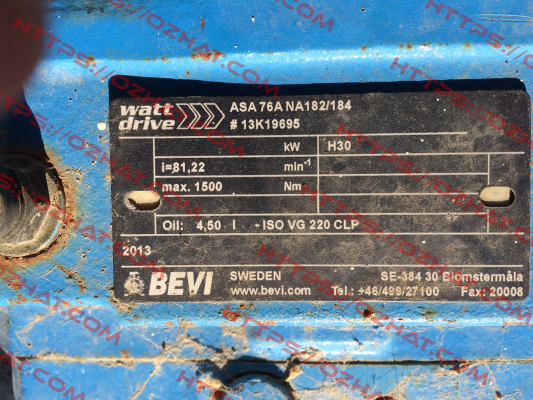 watt drive
ASA 76A NA182/184
# 13K19695
kW H30
i=81,22 min-1
max. 1500 Nm
Oil: 4,50 l - ISO VG 220 CLP
2013
BEVI
SWEDEN SE-384 30 Blomstermåla
www.bevi.com Tel.: +46/499/27100 Fax: 20008
HTTPS://OZHAT.COM